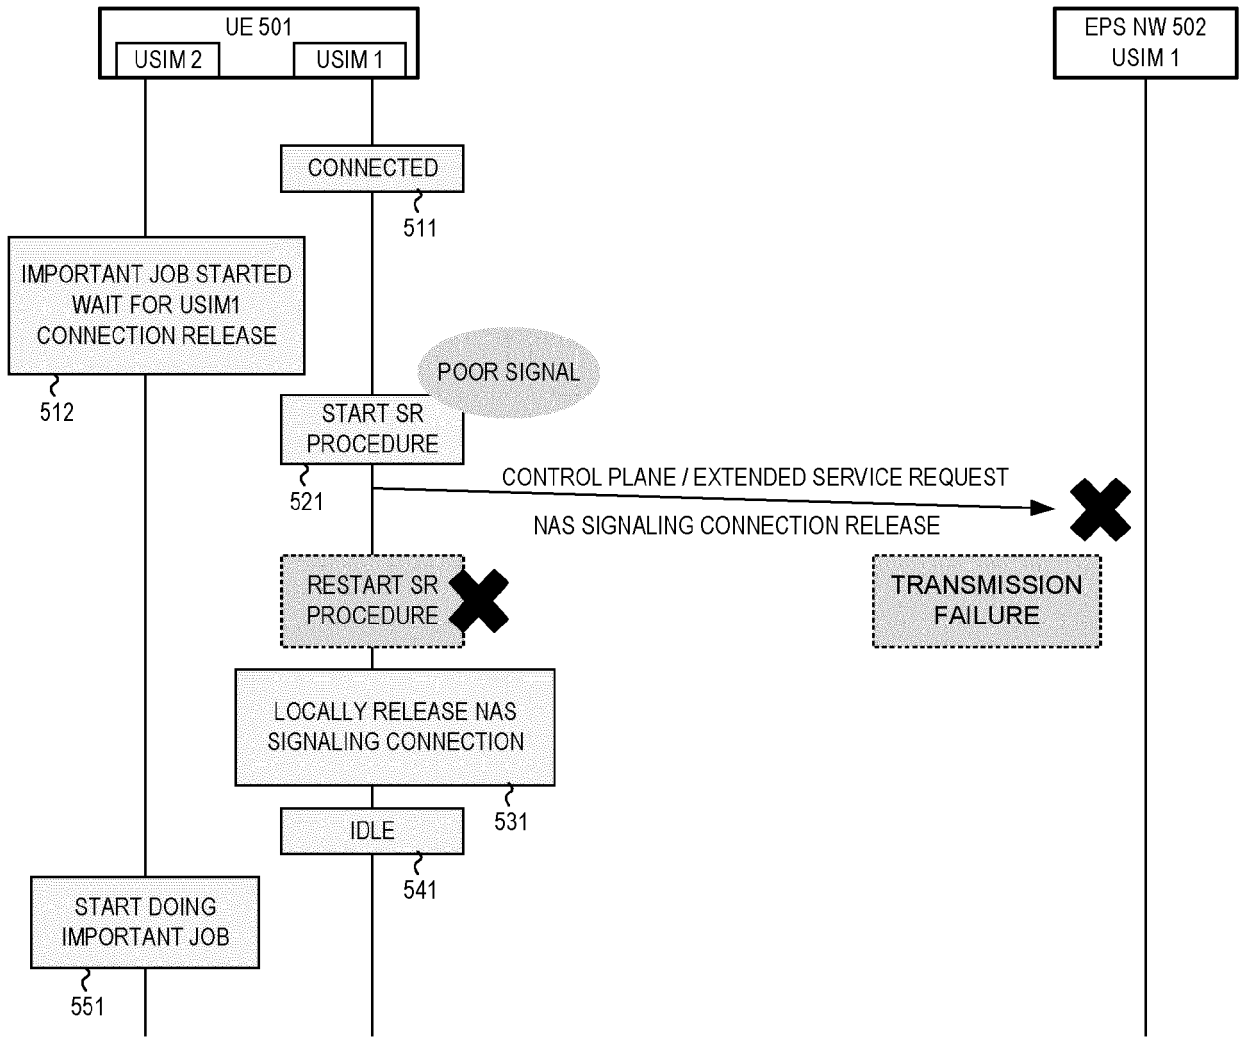 UE 501
USIM 2
USIM 1
EPS NW 502
USIM 1
CONNECTED
511
IMPORTANT JOB STARTED
WAIT FOR USIM1
CONNECTION RELEASE
512
POOR SIGNAL
START SR
PROCEDURE
521
CONTROL PLANE / EXTENDED SERVICE REQUEST
NAS SIGNALING CONNECTION RELEASE
RESTART SR
PROCEDURE
TRANSMISSION
FAILURE
LOCALLY RELEASE NAS
SIGNALING CONNECTION
531
IDLE
541
START DOING
IMPORTANT JOB
551